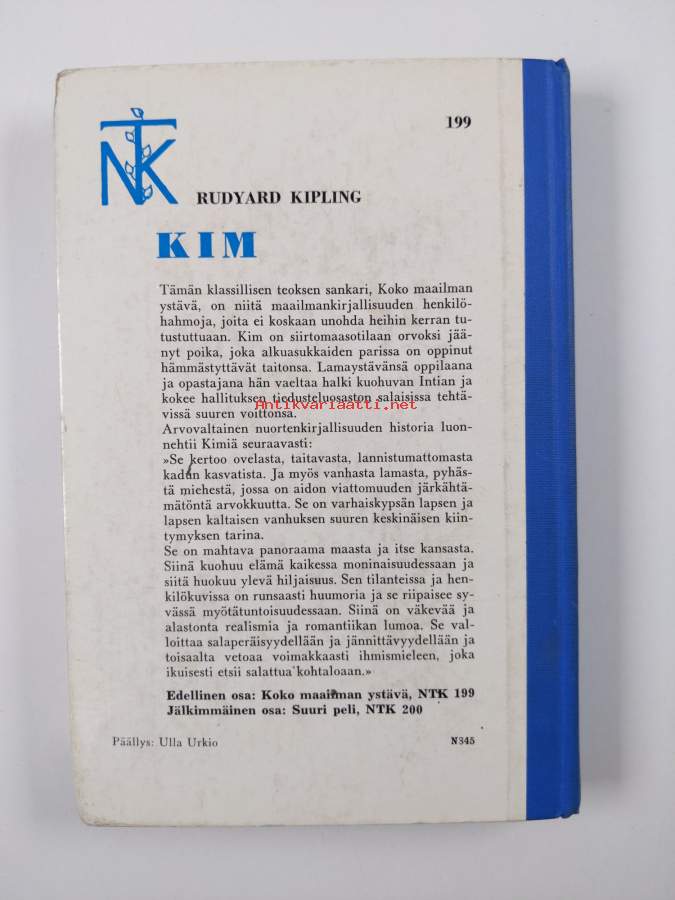 NTK
199
RUDYARD KIPLING
KIM
Tämän klassillisen teoksen sankari, Koko maailman
ystävä, on niitä maailmankirjallisuuden henkilö-
hahmoja, joita ei koskaan unohda heihin kerran tu-
tustuttuaan. Kim on siirtomaasotilaan orvoksi jää-
nyt poika, joka alkuasukkaiden parissa on oppinut
hämmästyttävät taitonsa. Lamaystävänsä oppilaana
ja opastajana hän vaeltaa halki kuohuvan Intian ja
kokee hallituksen tiedusteluosaston salaisissa tehtä-
vissä suuren voittonsa.
Antikvariaatti.net
Arvovaltainen nuortenkirjallisuuden historia luon-
nehtii Kimiä seuraavasti:
»Se kertoo ovelasta, taitavasta, lannistumattomasta
kadun kasvatista. Ja myös vanhasta lamasta, pyhäs-
tä miehestä, jossa on aidon viattomuuden järkähtä-
mätöntä arvokkuutta. Se on varhaiskypsän lapsen ja
lapsen kaltaisen vanhuksen suuren keskinäisen kiin-
tymyksen tarina.
Se on mahtava panoraama maasta ja itse kansasta.
Siinä kuohuu elämä kaikessa moninaisuudessaan ja
siitä huokuu ylevä hiljaisuus. Sen tilanteissa ja hen-
kilökuvissa on runsaasti huumoria ja se riipaisee sy-
vässä myötätuntoisuudessaan. Siinä on väkevää ja
alastonta realismia ja romantiikan lumoa. Se val-
loittaa salaperäisyydellään ja jännittävyydellään ja
toisaalta vetoaa voimakkaasti ihmismieleen, joka
ikuisesti etsii salattua kohtaloaan.»
Edellinen osa: Koko maailman ystävä, NTK 199
Jälkimmäinen osa: Suuri peli, NTK 200
Päällys: Ulla Urkio
N345